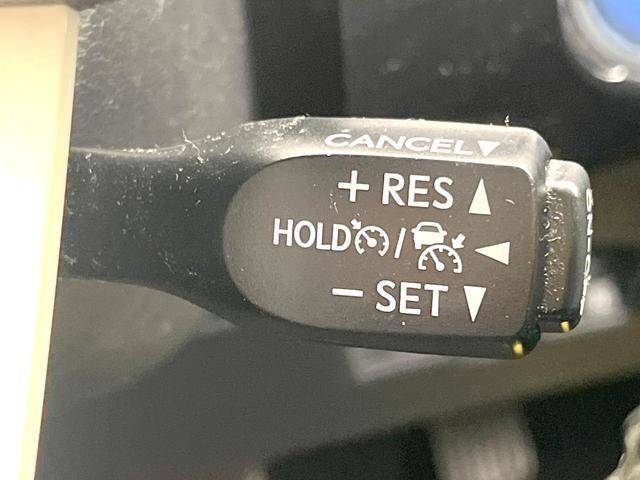 CANCEL▼
+ RES ▲
HOLD / ◀
− SET ▼